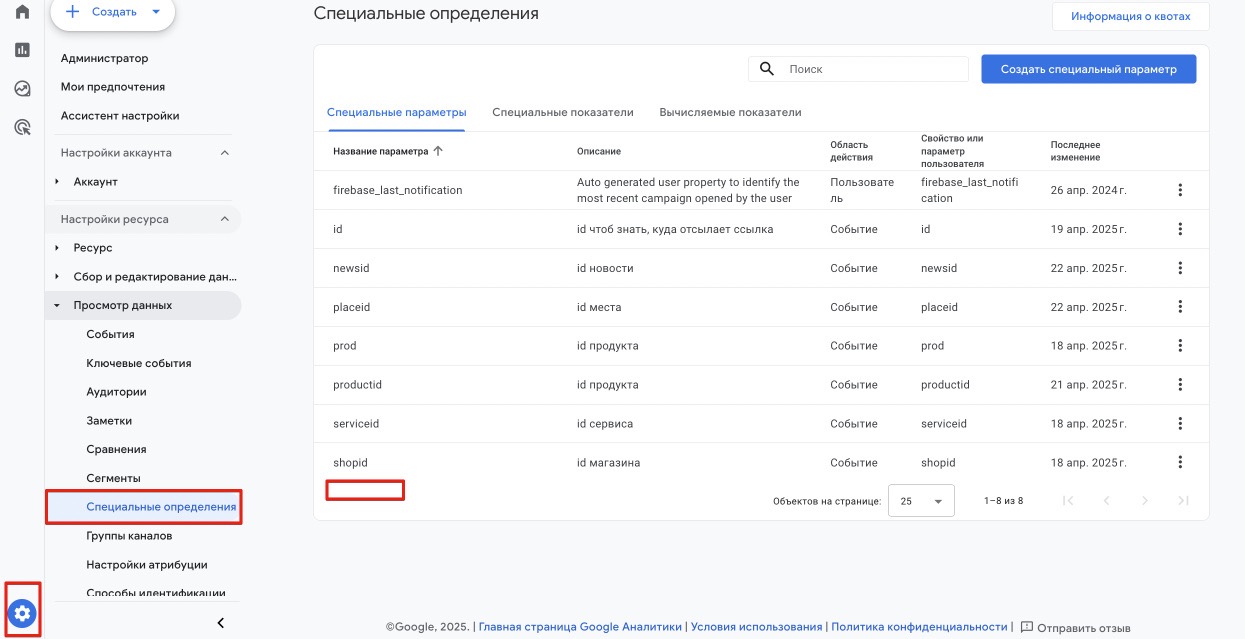 Создать
Администратор
Мои предпочтения
Ассистент настройки
Настройки аккаунта
Аккаунт
Настройки ресурса
Ресурс
Сбор и редактирование дан...
Просмотр данных
События
Ключевые события
Аудитории
Заметки
Сравнения
Сегменты
Специальные определения
Группы каналов
Настройки атрибуции
Способы идентификации
Специальные определения
Информация о квотах
Поиск
Создать специальный параметр
Специальные параметры Специальные показатели Вычисляемые показатели
Название параметра Описание Область действия Свойство или параметр пользователя Последнее изменение
firebase_last_notification Auto generated user property to identify the most recent campaign opened by the user Пользователь firebase_last_notification 26 апр. 2024 г.
id id чтоб знать, куда отсылает ссылка Событие id 19 апр. 2025 г.
newsid id новости Событие newsid 22 апр. 2025 г.
placeid id места Событие placeid 22 апр. 2025 г.
prod id продукта Событие prod 18 апр. 2025 г.
productid id продукта Событие productid 21 апр. 2025 г.
serviceid id сервиса Событие serviceid 18 апр. 2025 г.
shopid id магазина Событие shopid 18 апр. 2025 г.
Объектов на странице: 25 1–8 из 8
©Google, 2025. | Главная страница Google Аналитики | Условия использования | Политика конфиденциальности | Отправить отзыв